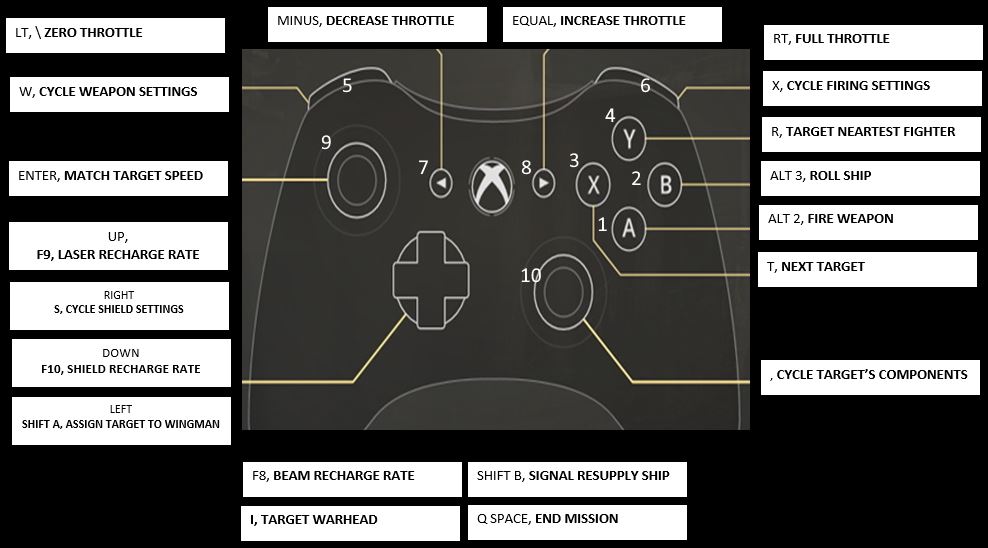 MINUS, DECREASE THROTTLE
EQUAL, INCREASE THROTTLE
LT, \ ZERO THROTTLE
RT, FULL THROTTLE
W, CYCLE WEAPON SETTINGS
X, CYCLE FIRING SETTINGS
5
6
4
Y
R, TARGET NEARTEST FIGHTER
9
7
8
3
X
2
B
ENTER, MATCH TARGET SPEED
ALT 3, ROLL SHIP
1
A
ALT 2, FIRE WEAPON
UP,
F9, LASER RECHARGE RATE
T, NEXT TARGET
10
RIGHT
S, CYCLE SHIELD SETTINGS
DOWN
F10, SHIELD RECHARGE RATE
, CYCLE TARGET’S COMPONENTS
LEFT
SHIFT A, ASSIGN TARGET TO WINGMAN
F8, BEAM RECHARGE RATE
SHIFT B, SIGNAL RESUPPLY SHIP
I, TARGET WARHEAD
Q SPACE, END MISSION